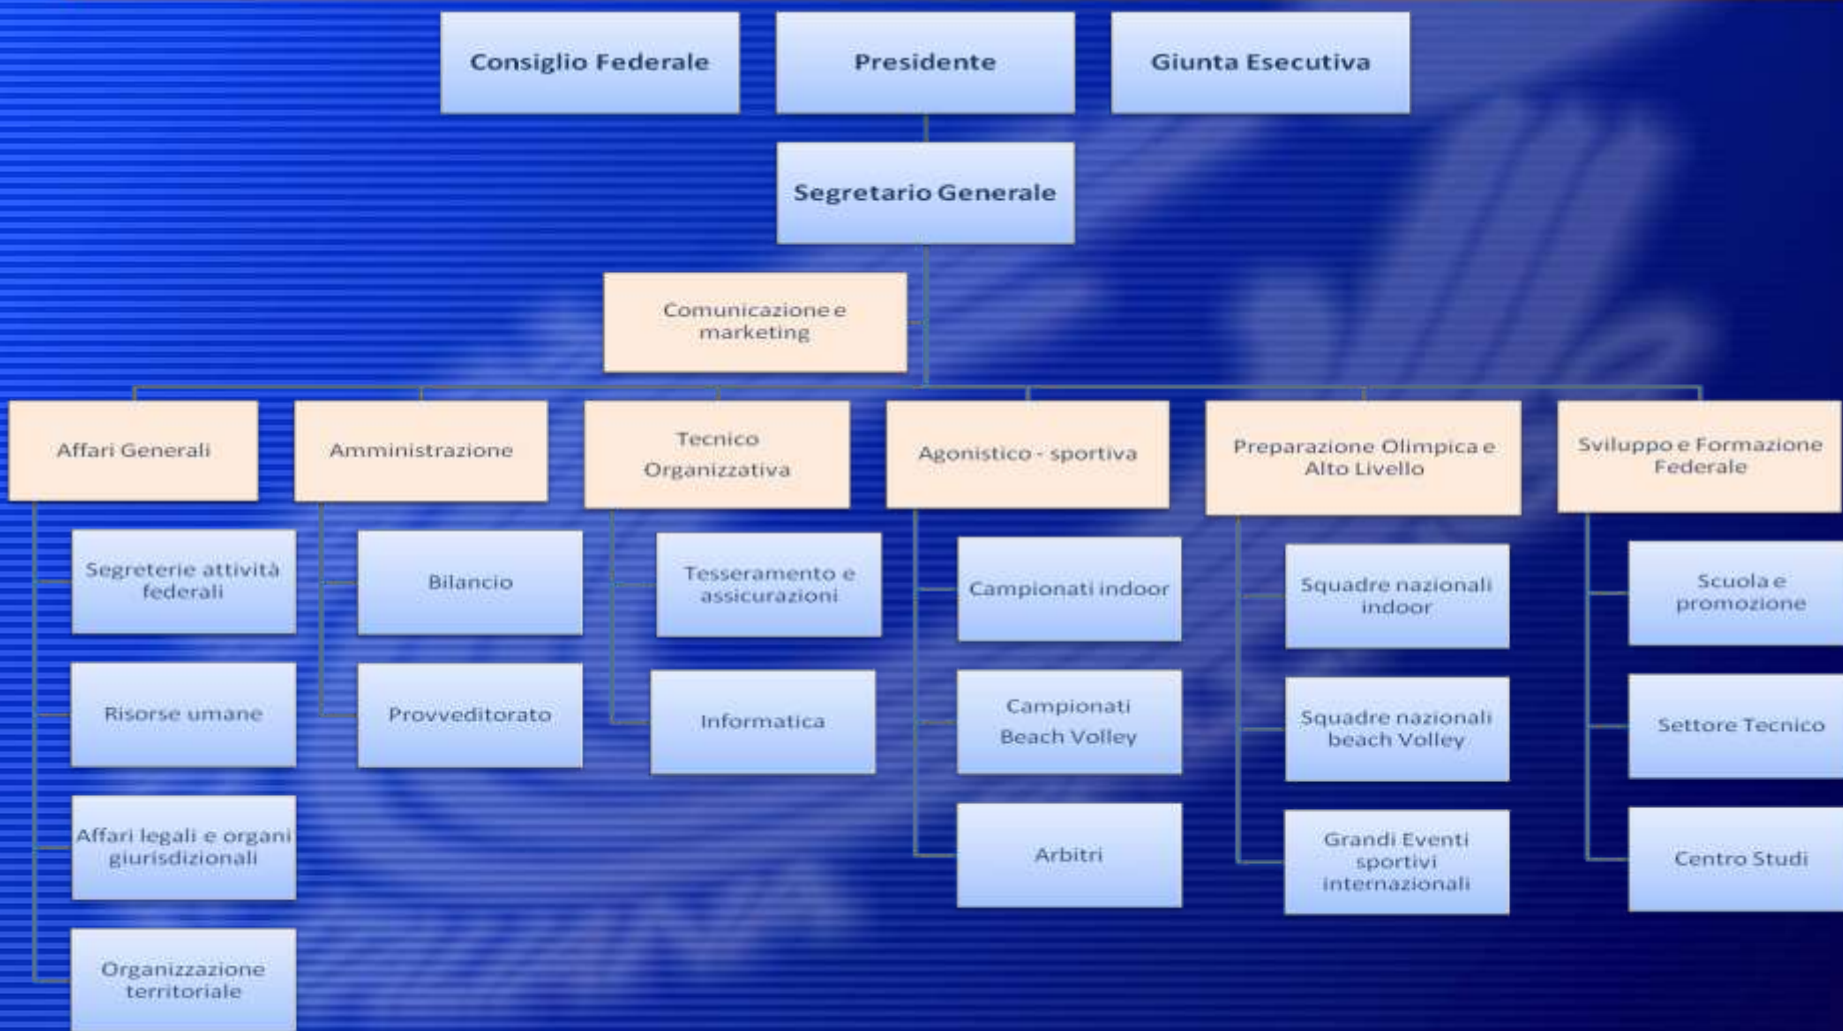 Consiglio Federale
Presidente
Giunta Esecutiva
Segretario Generale
Comunicazione e
marketing
Affari Generali
Amministrazione
Tecnico
Organizzativa
Agonistico - sportiva
Preparazione Olimpica e
Alto Livello
Sviluppo e Formazione
Federale
Segreterie attività
federali
Risorse umane
Affari legali e organi
giurisdizionali
Organizzazione
territoriale
Bilancio
Provveditorato
Tesseramento e
assicurazioni
Informatica
Campionati indoor
Campionati
Beach Volley
Arbitri
Squadre nazionali
indoor
Squadre nazionali
beach Volley
Grandi Eventi
sportivi
internazionali
Scuola e
promozione
Settore Tecnico
Centro Studi